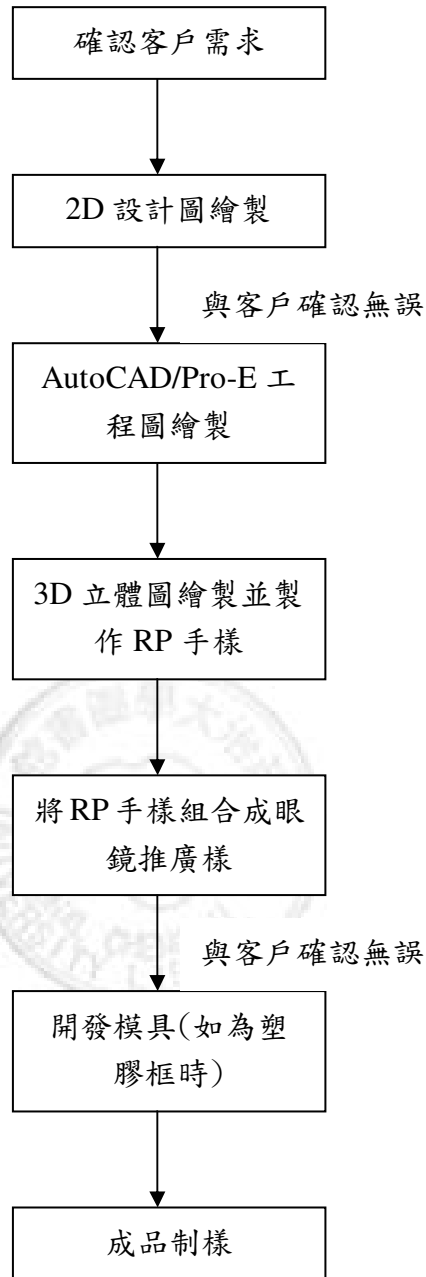 確認客戶需求
2D 設計圖繪製
與客戶確認無誤
AutoCAD/Pro-E 工
程圖繪製
3D 立體圖繪製並製
作 RP 手樣
將 RP 手樣組合成眼
鏡推廣樣
與客戶確認無誤
開發模具(如為塑
膠框時)
成品制樣